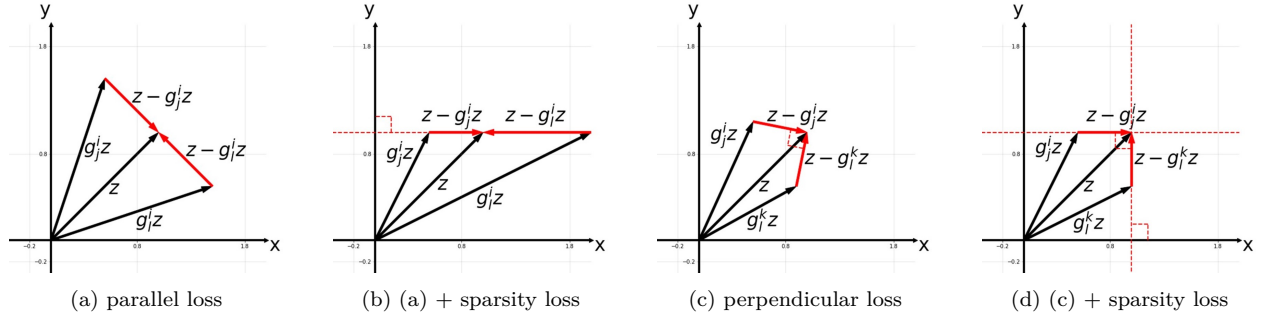 y
1.8
z − g_j^i z
z − g_l^i z
g_j^i z
0.8
z
g_l^i z
−0.2
0.8
1.8
x
−0.2
(a) parallel loss
y
1.8
z − g_j^i z
z − g_l^i z
g_j^i z
0.8
z
g_l^i z
−0.2
0.8
1.8
x
−0.2
(b) (a) + sparsity loss
y
1.8
z − g_j^i z
g_j^i z
0.8
z − g_l^k z
z
g_l^k z
−0.2
0.8
1.8
x
−0.2
(c) perpendicular loss
y
1.8
z − g_j^i z
g_j^i z
0.8
z − g_l^k z
z
g_l^k z
−0.2
0.8
1.8
x
−0.2
(d) (c) + sparsity loss